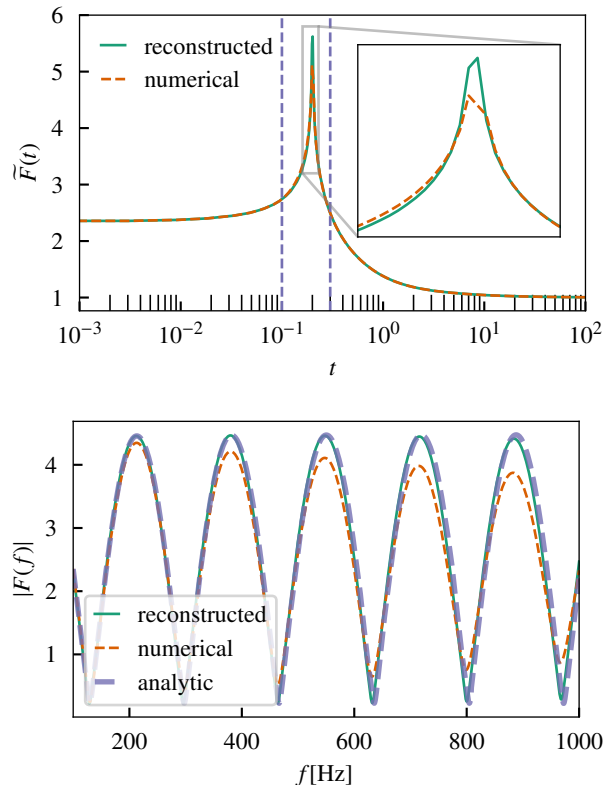 6
5
4
3
2
1
F̃(t)
reconstructed
numerical
10⁻³ 10⁻² 10⁻¹ 10⁰ 10¹ 10²
t
4
3
2
1
|F(f)|
reconstructed
numerical
analytic
200 400 600 800 1000
f[Hz]